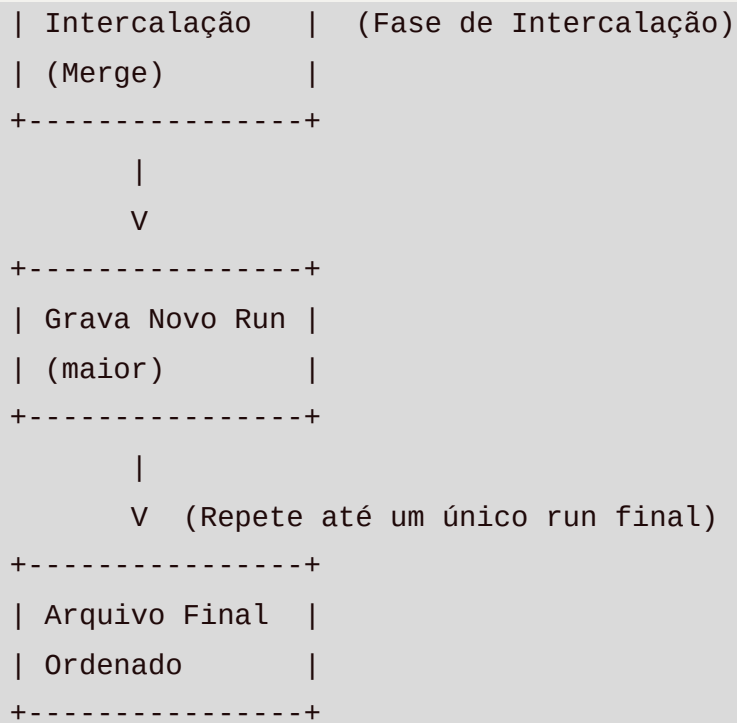 | Intercalação   |  (Fase de Intercalação)
| (Merge)        |
+----------------+
       |
       V
+----------------+
| Grava Novo Run |
| (maior)        |
+----------------+
       |
       V  (Repete até um único run final)
+----------------+
| Arquivo Final  |
| Ordenado       |
+----------------+